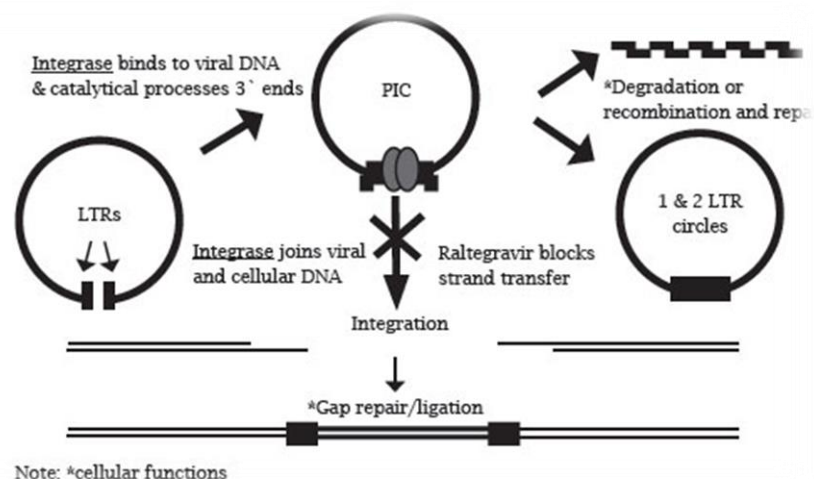 Integrase binds to viral DNA
& catalytical processes 3` ends
PIC
*Degradation or
recombination and
LTRs
1 & 2 LTR
circles
Integrase joins viral
and cellular DNA
Raltegravir blocks
strand transfer
Integration
*Gap repair/ligation
Note: *cellular functions